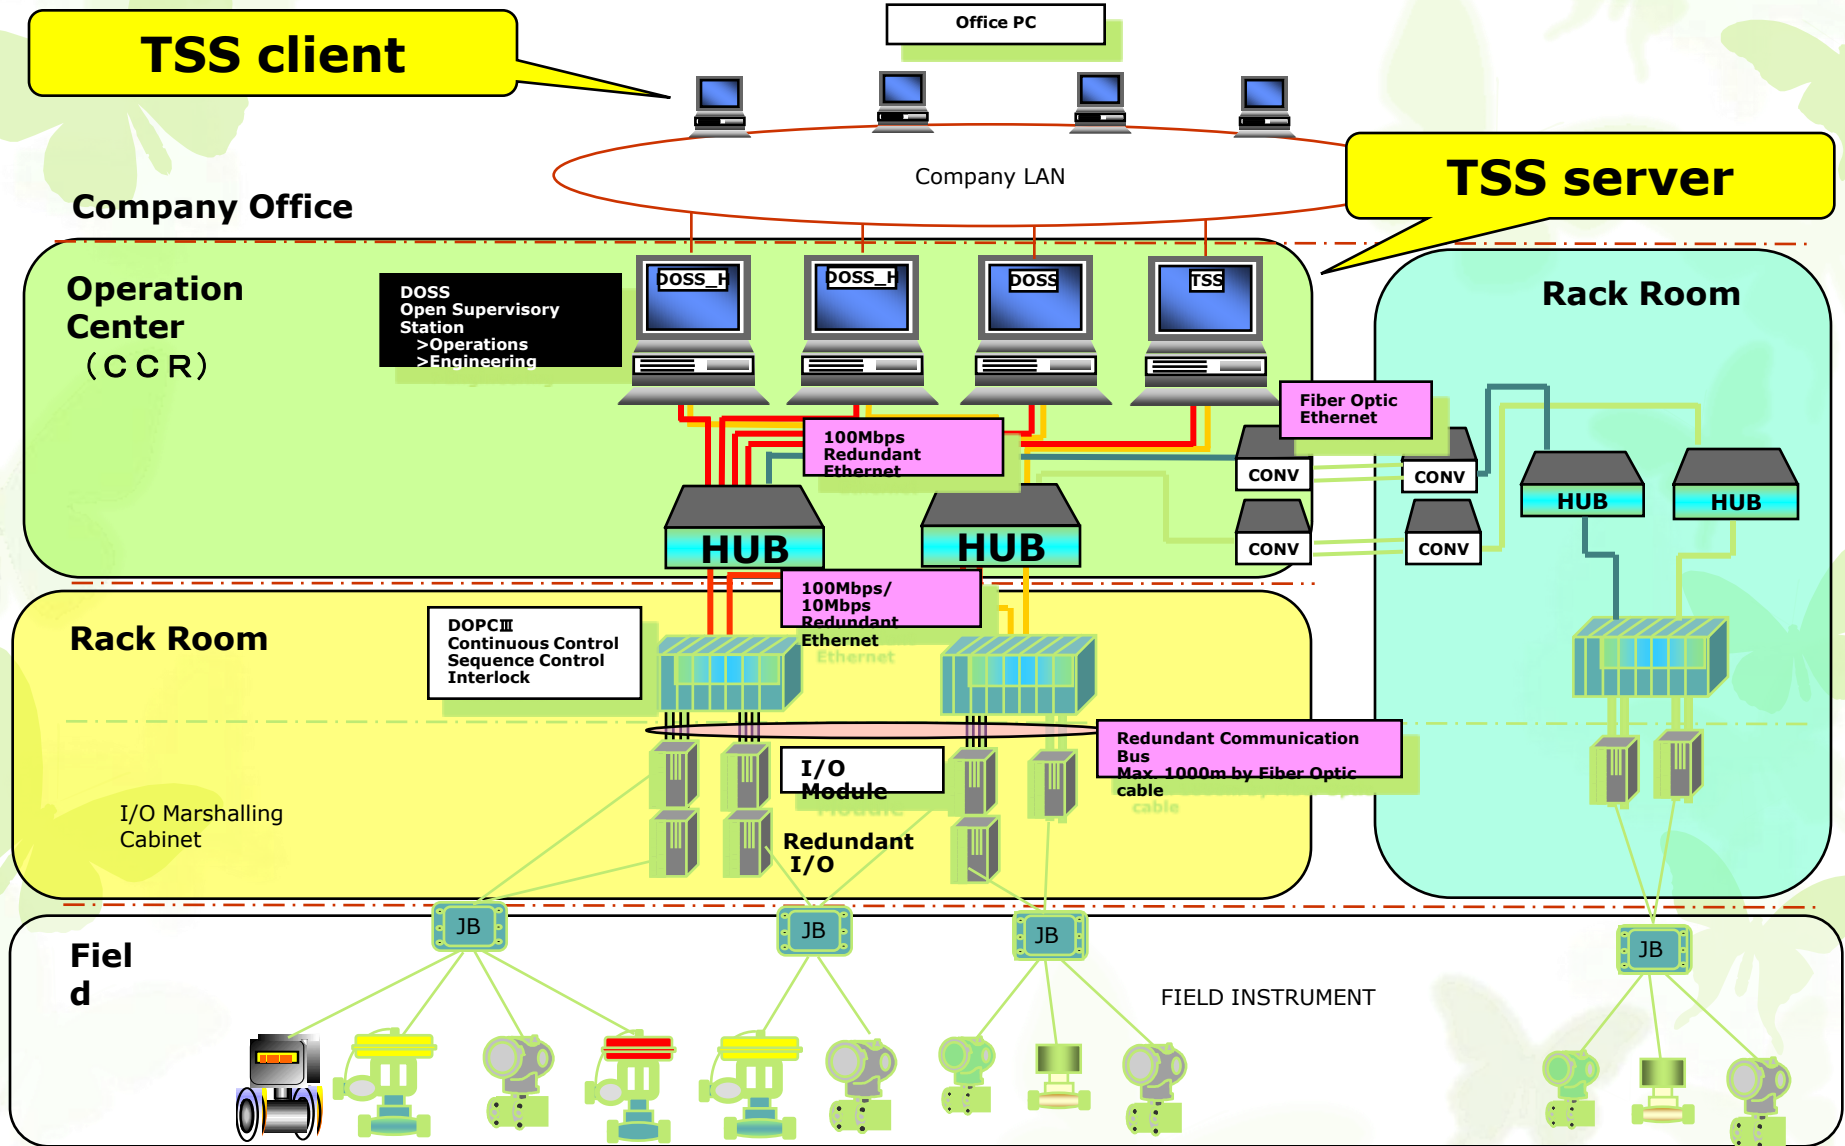 TSS client
Office PC
Company LAN
TSS server
Company Office
Operation
Center
（ＣＣＲ）
DOSS
Open Supervisory
Station
>Operations
>Engineering
DOSS_H
DOSS_H
DOSS
TSS
Rack Room
Fiber Optic
Ethernet
100Mbps
Redundant
Ethernet
CONV
CONV
CONV
CONV
HUB
HUB
HUB
HUB
100Mbps/
10Mbps
Redundant
Ethernet
Rack Room
DOPCⅢ
Continuous Control
Sequence Control
Interlock
Redundant Communication
Bus
Max. 1000m by Fiber Optic
cable
I/O
Module
I/O Marshalling
Cabinet
Redundant
I/O
JB
JB
JB
JB
Fiel
d
FIELD INSTRUMENT